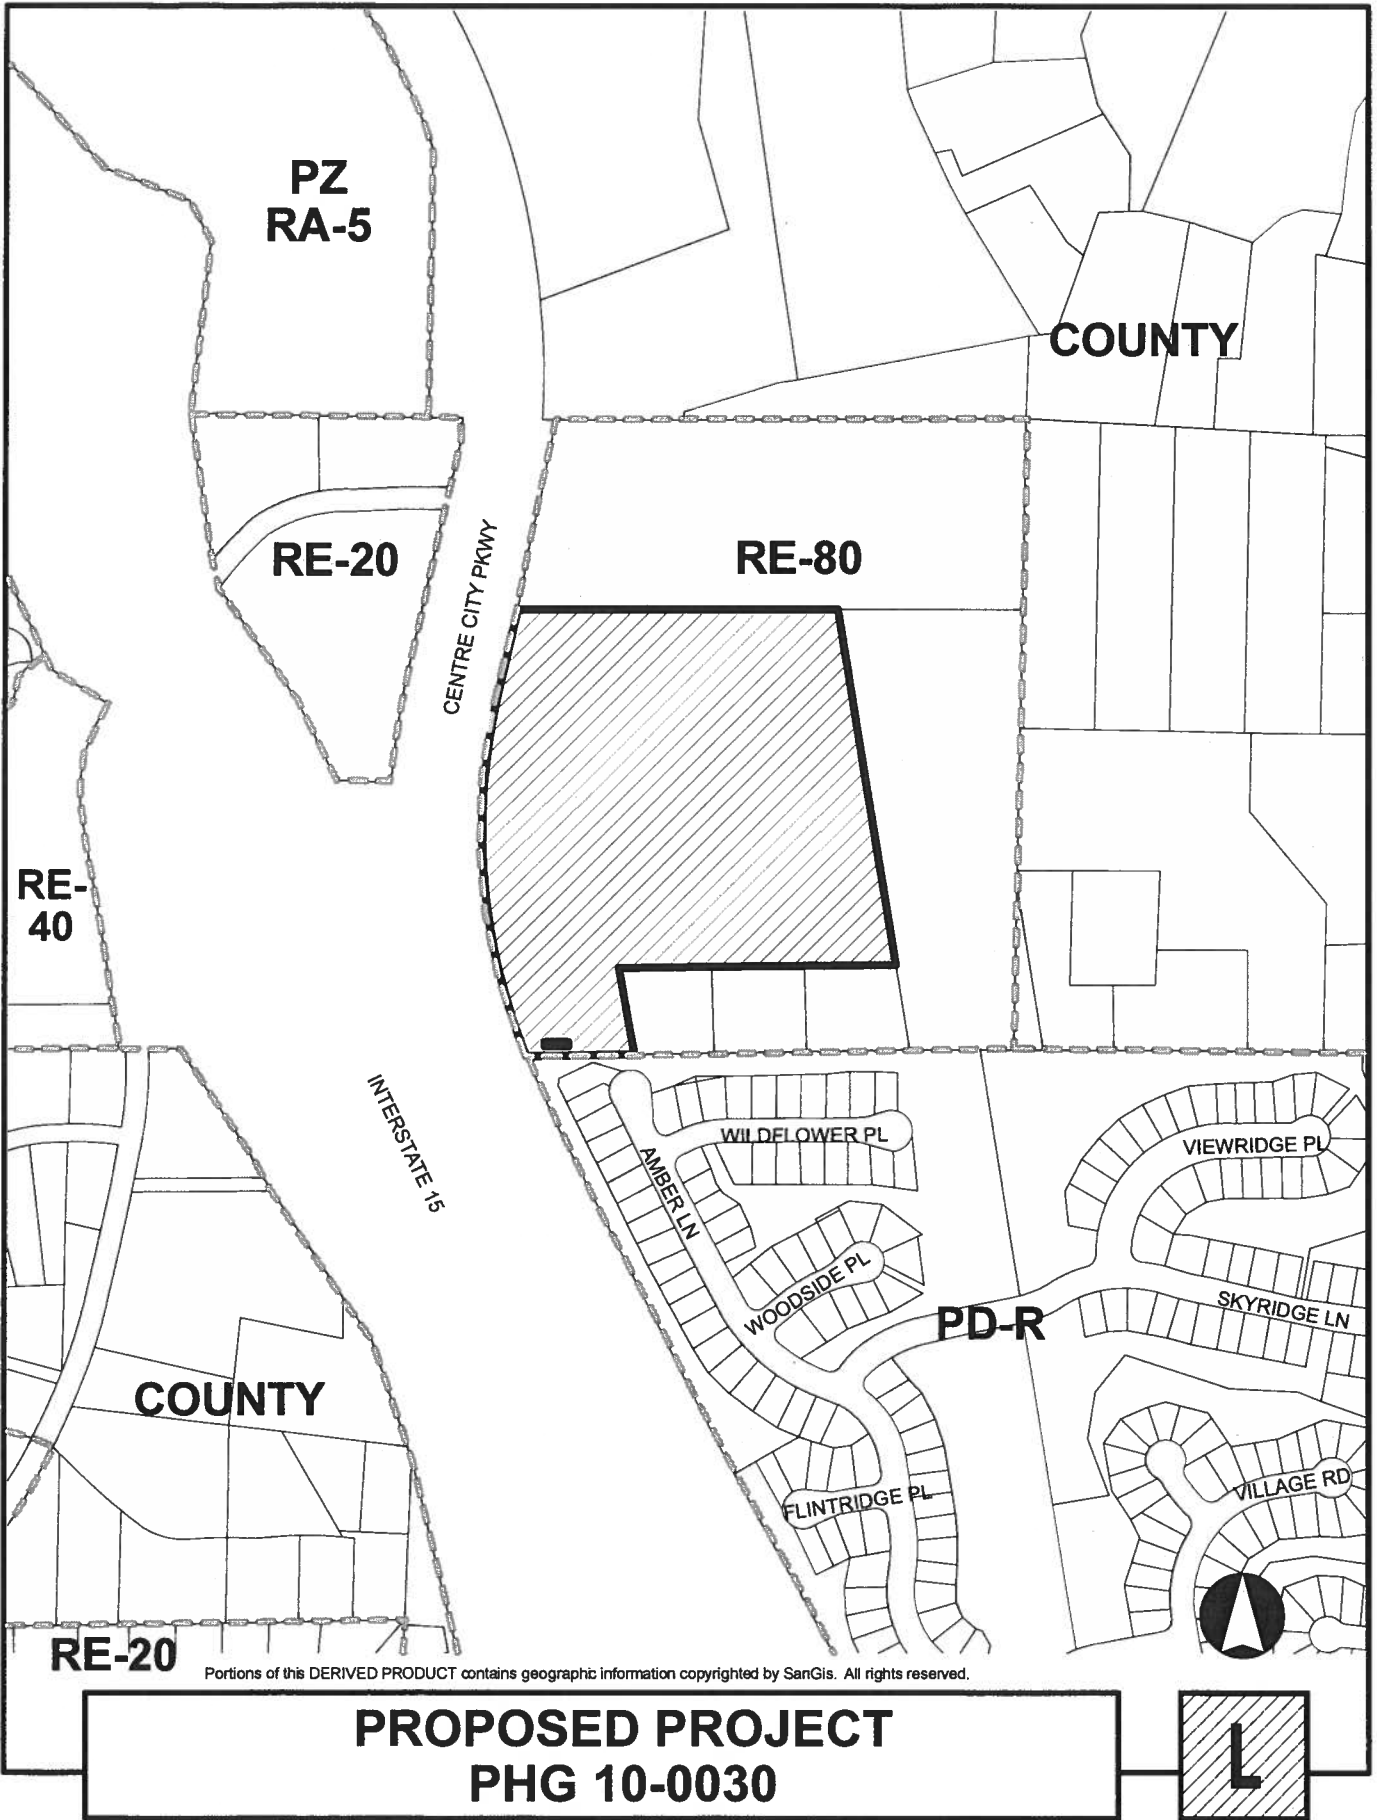 PZ
RA-5
COUNTY
RE-20
CENTRE CITY PKWY
RE-80
RE-
40
INTERSTATE 15
WILDFLOWER PL
VIEWRIDGE PL
AMBER LN
WOODSIDE PL
SKYRIDGE LN
PD-R
COUNTY
FLINTRIDGE PL
VILLAGE RD
RE-20
Portions of this DERIVED PRODUCT contains geographic information copyrighted by SanGis. All rights reserved.
PROPOSED PROJECT
PHG 10-0030
L